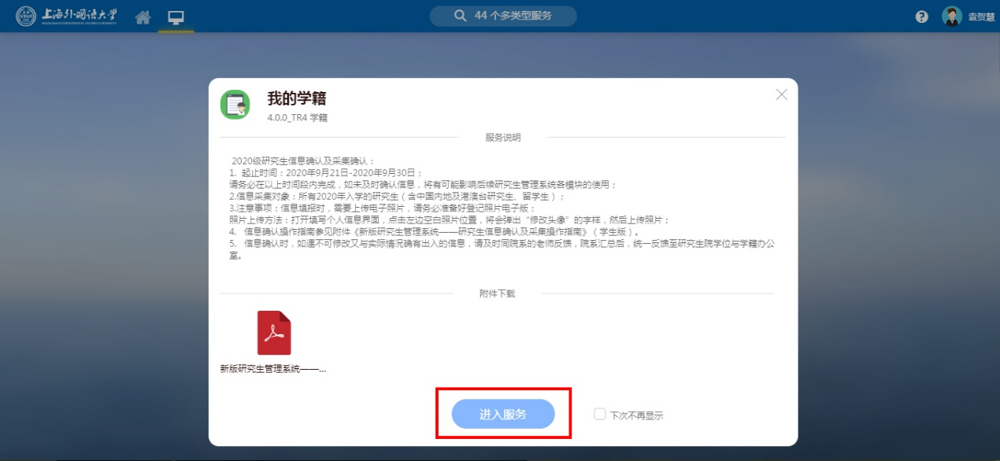 上海外国语大学
SHANGHAI INTERNATIONAL STUDIES UNIVERSITY
44 个多类型服务
袁贺慧
我的学籍
4.0.0_TR4 学籍
服务说明
2020级研究生信息确认及采集确认：
1. 起止时间：2020年9月21日-2020年9月30日；
请务必在以上时间段内完成，如未及时确认信息，将有可能影响后续研究生管理系统各模块的使用；
2.信息采集对象：所有2020年入学的研究生（含中国内地及港澳台研究生、留学生）；
3.注意事项：信息填报时，需要上传电子照片，请务必准备好登记照片电子版；
照片上传方法：打开填写个人信息界面，点击左边空白照片位置，将会弹出“修改头像”的字样，然后上传照片；
4. 信息确认操作指南参见附件《新版研究生管理系统——研究生信息确认及采集操作指南》（学生版）。
5. 信息确认时，如遇不可修改又与实际情况确有出入的信息，请及时向院系的老师反馈，院系汇总后，统一反馈至研究生院学位与学籍办公
室。
附件下载
新版研究生管理系统——...
进入服务
下次不再显示